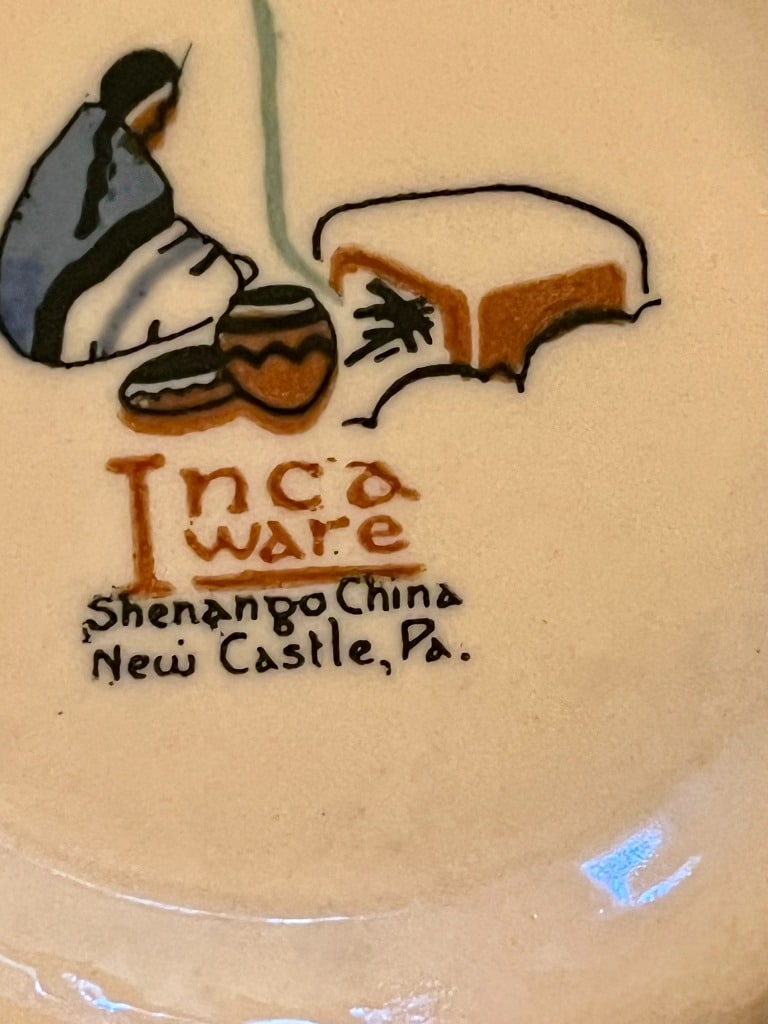 Inca
ware
Shenango China
New Castle, Pa.